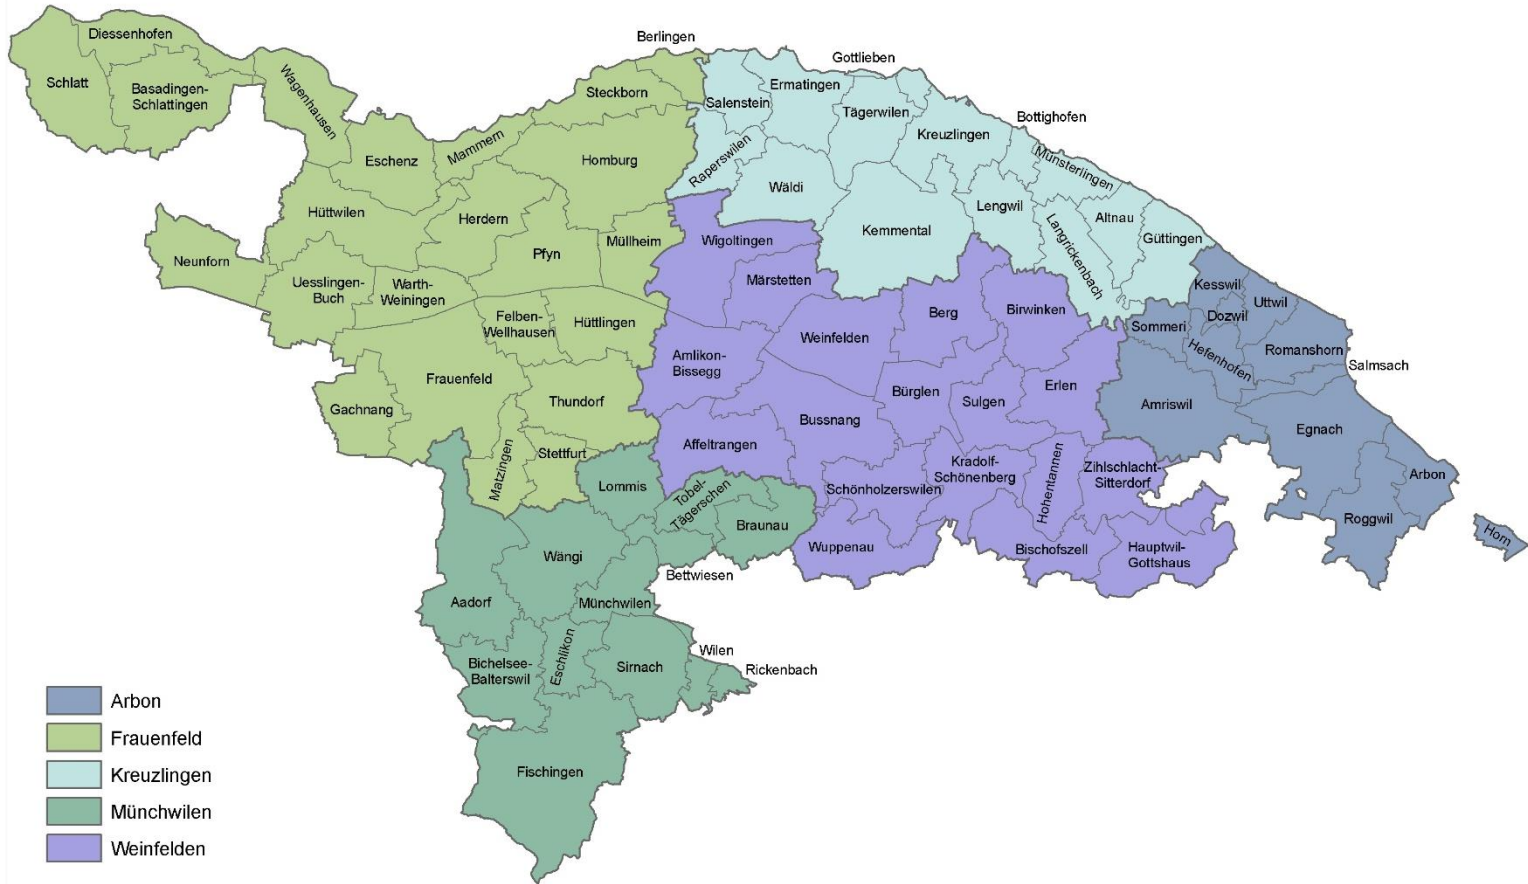 Berlingen
Diessenhofen
Gottlieben
Schlatt
Basadingen-
Schlattingen
Wagenhausen
Steckborn
Salenstein
Ermatingen
Tägerwilen
Bottighofen
Kreuzlingen
Eschenz
Mammern
Homburg
Raperswilen
Münsterlingen
Wäldi
Hüttwilen
Herdern
Lengwil
Altnau
Kemmental
Langrickenbach
Güttingen
Neunforn
Pfyn
Müllheim
Wigoltingen
Uesslingen-
Buch
Warth-
Weiningen
Märstetten
Kesswil
Uttwil
Felben-
Wellhausen
Hüttlingen
Weinfelden
Berg
Birwinken
Sommeri
Dozwil
Hefenhofen
Romanshorn
Salmsach
Amlikon-
Bissegg
Frauenfeld
Gachnang
Thundorf
Bürglen
Sulgen
Erlen
Amriswil
Bussnang
Egnach
Affeltrangen
Matzingen
Stettfurt
Lommis
Tobel-
Tägerschen
Schönholzerswilen
Kradolf-
Schönenberg
Hohentannen
Zihlschlacht-
Sitterdorf
Arbon
Roggwil
Horn
Braunau
Wuppenau
Bischofszell
Hauptwil-
Gottshaus
Wängi
Bettwiesen
Aadorf
Münchwilen
Bichelsee-
Balterswil
Eschlikon
Sirnach
Wilen
Rickenbach
Fischingen
Arbon
Frauenfeld
Kreuzlingen
Münchwilen
Weinfelden